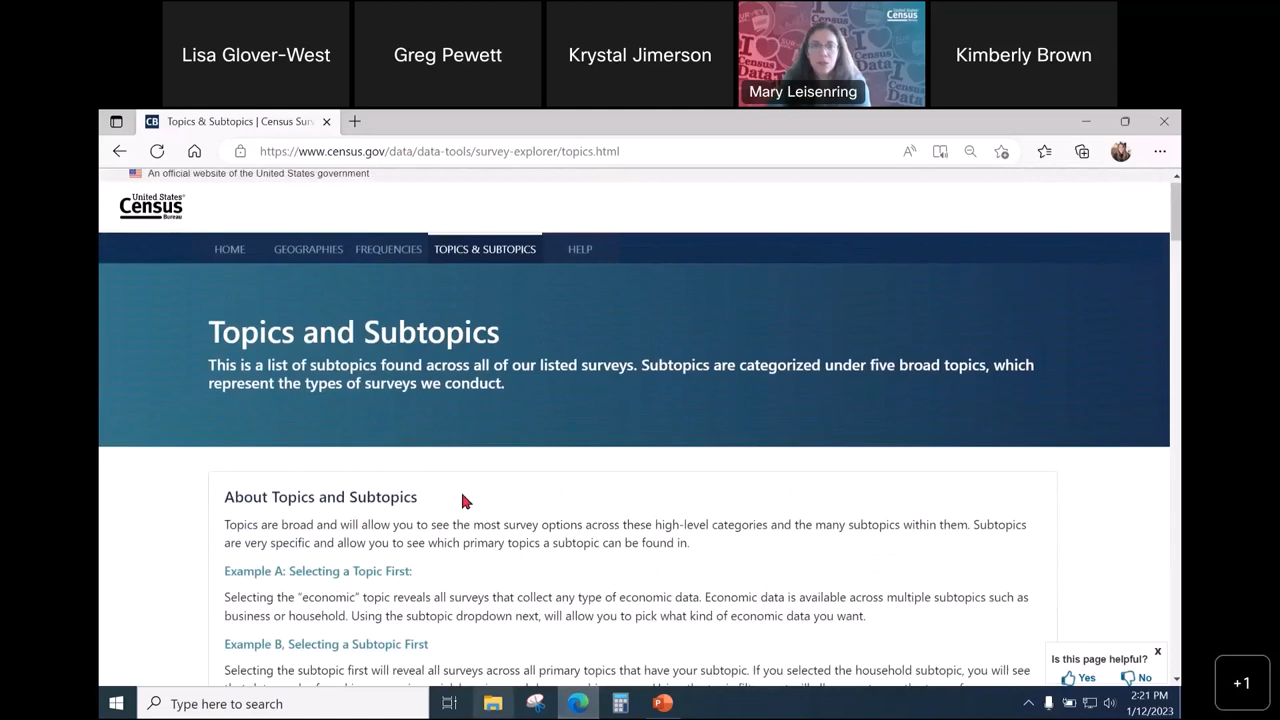 Lisa Glover-West
Greg Pewett
Krystal Jimerson
United States
Census
Mary Leisenring
Kimberly Brown
CB Topics & Subtopics | Census Sur
https://www.census.gov/data/data-tools/survey-explorer/topics.html
An official website of the United States government
United States®
Census
Bureau
HOME GEOGRAPHIES FREQUENCIES TOPICS & SUBTOPICS HELP
Topics and Subtopics
This is a list of subtopics found across all of our listed surveys. Subtopics are categorized under five broad topics, which
represent the types of surveys we conduct.
About Topics and Subtopics
Topics are broad and will allow you to see the most survey options across these high-level categories and the many subtopics within them. Subtopics
are very specific and allow you to see which primary topics a subtopic can be found in.
Example A: Selecting a Topic First:
Selecting the “economic” topic reveals all surveys that collect any type of economic data. Economic data is available across multiple subtopics such as
business or household. Using the subtopic dropdown next, will allow you to pick what kind of economic data you want.
Example B, Selecting a Subtopic First
Selecting the subtopic first will reveal all surveys across all primary topics that have your subtopic. If you selected the household subtopic, you will see
Is this page helpful? X
Yes No
Type here to search
2:21 PM
1/12/2023
+1